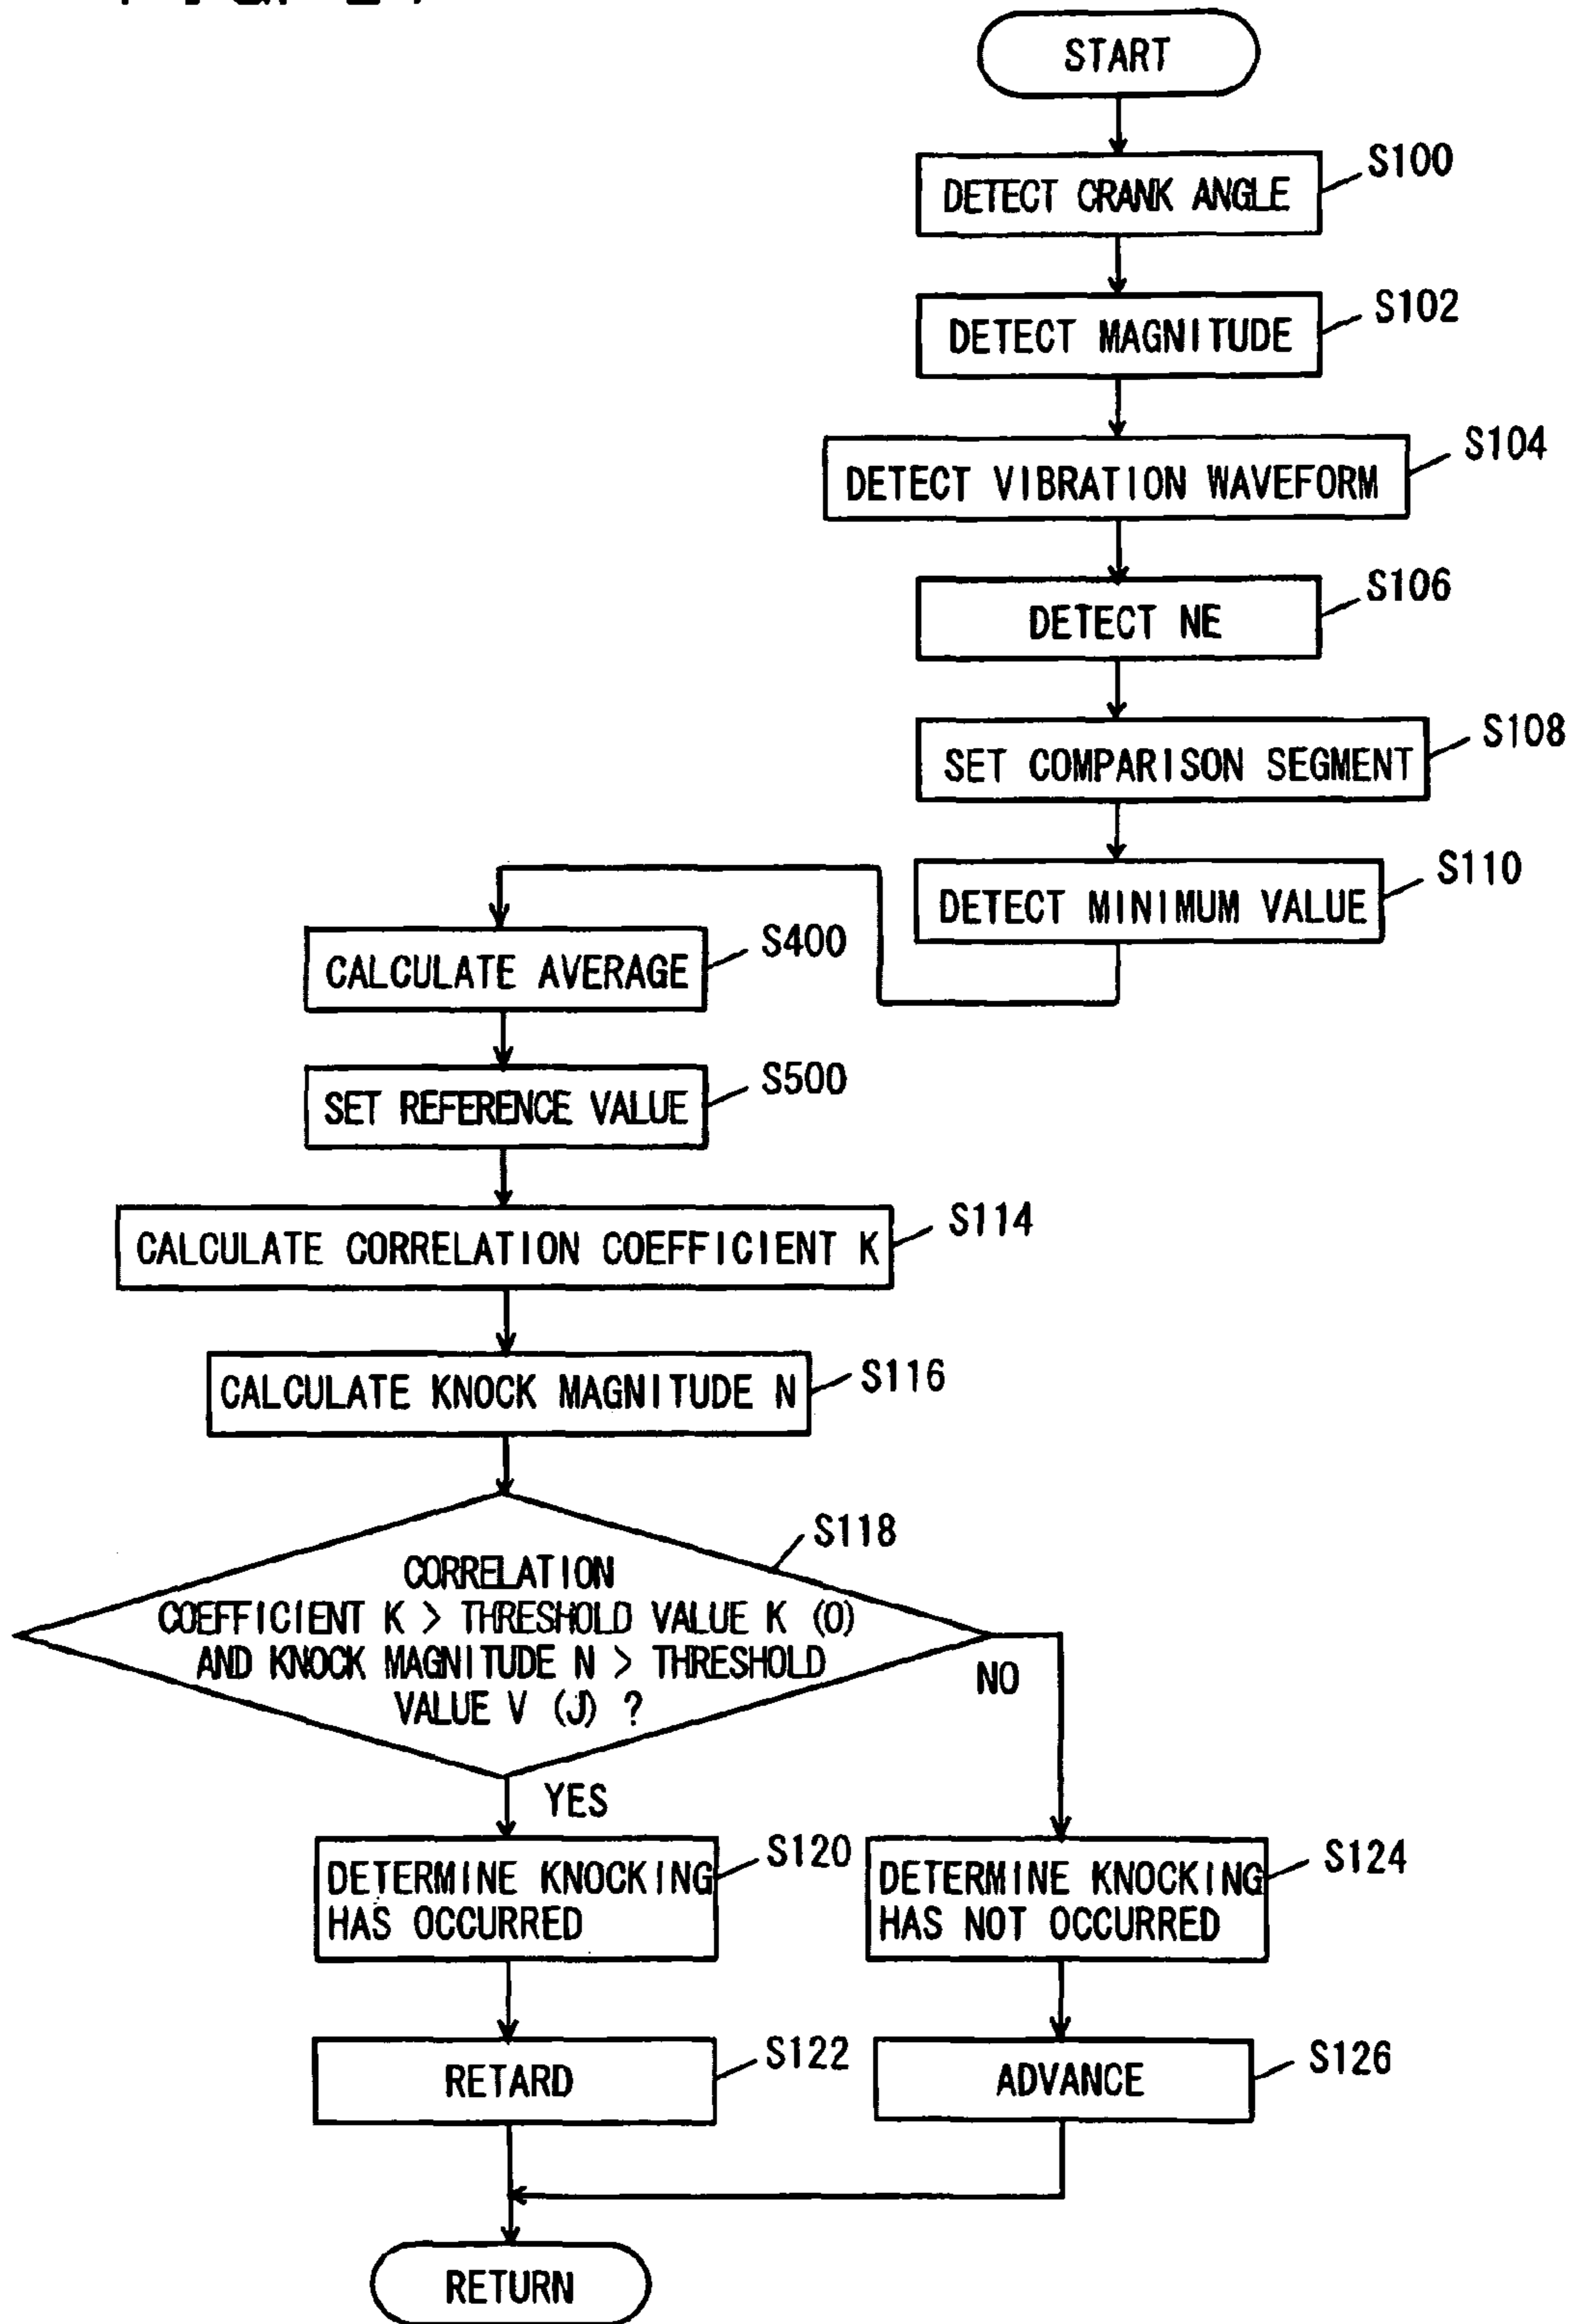 START
S100
DETECT CRANK ANGLE
S102
DETECT MAGNITUDE
S104
DETECT VIBRATION WAVEFORM
S106
DETECT NE
S108
SET COMPARISON SEGMENT
S110
DETECT MINIMUM VALUE
S400
CALCULATE AVERAGE
S500
SET REFERENCE VALUE
S114
CALCULATE CORRELATION COEFFICIENT K
S116
CALCULATE KNOCK MAGNITUDE N
S118
CORRELATION
COEFFICIENT K > THRESHOLD VALUE K (0)
AND KNOCK MAGNITUDE N > THRESHOLD
VALUE V (J) ?
NO
YES
S120
DETERMINE KNOCKING
HAS OCCURRED
S124
DETERMINE KNOCKING
HAS NOT OCCURRED
S122
RETARD
S126
ADVANCE
RETURN